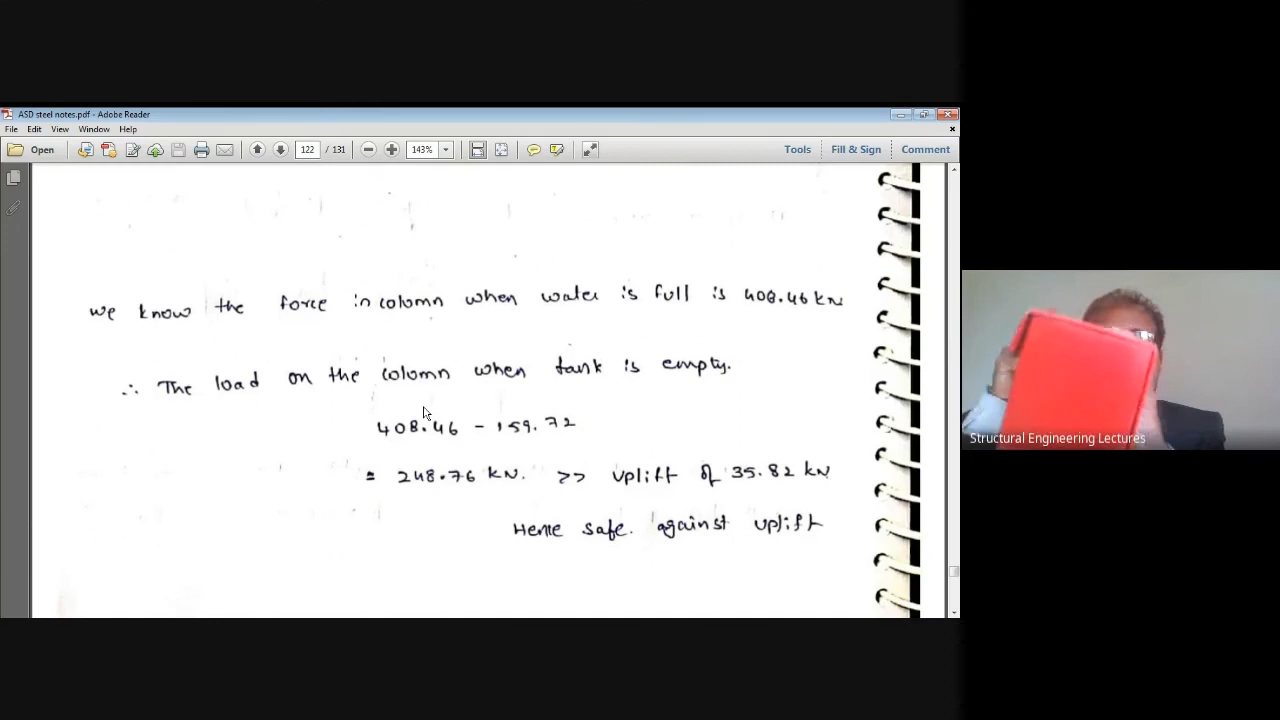 ASD steel notes.pdf - Adobe Reader
File Edit View Window Help
Open 122 / 131 143% Tools Fill & Sign Comment
we know the force in column when water is full is 408.46 kN
∴ The load on the column when tank is empty.
408.46 - 159.72
= 248.76 kN. >> uplift of 35.82 kN
Hence safe. against uplift
Structural Engineering Lectures